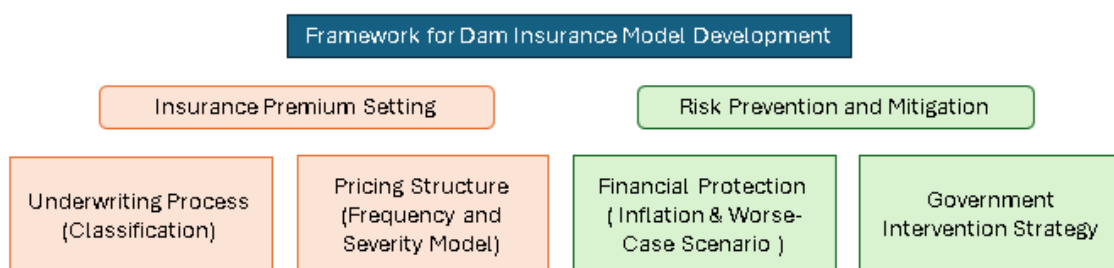 Framework for Dam Insurance Model Development
Insurance Premium Setting
Risk Prevention and Mitigation
Underwriting Process
(Classification)
Pricing Structure
(Frequency and
Severity Model)
Financial Protection
( Inflation & Worse-
Case Scenario )
Government
Intervention Strategy